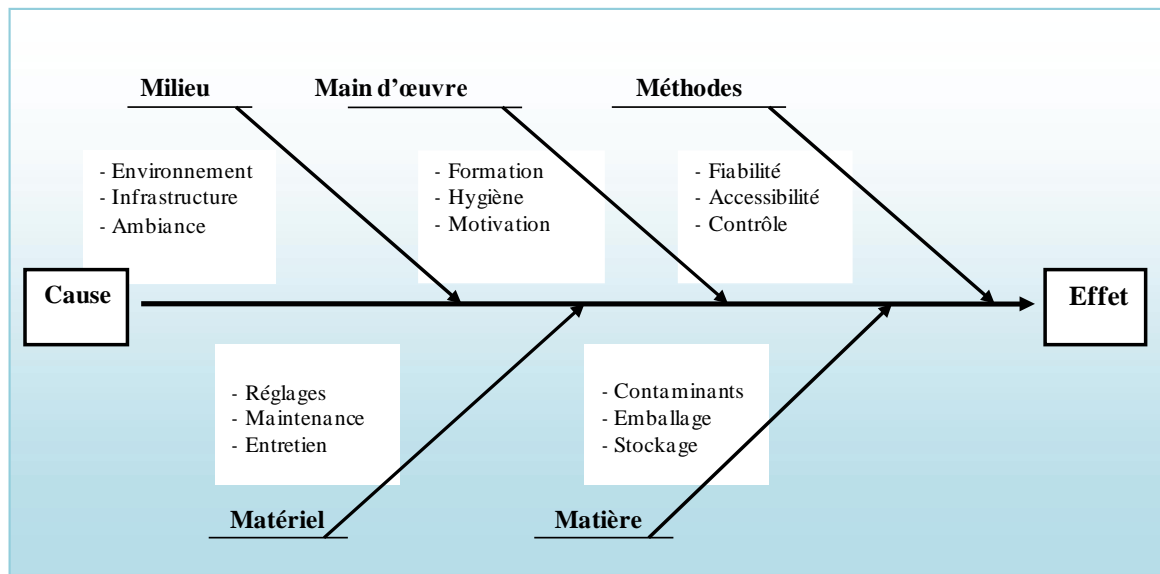 Milieu
Main d'œuvre
Méthodes
- Environnement
- Infrastructure
- Ambiance
- Formation
- Hygiène
- Motivation
- Fiabilité
- Accessibilité
- Contrôle
Cause
Effet
- Réglages
- Maintenance
- Entretien
- Contaminants
- Emballage
- Stockage
Matériel
Matière